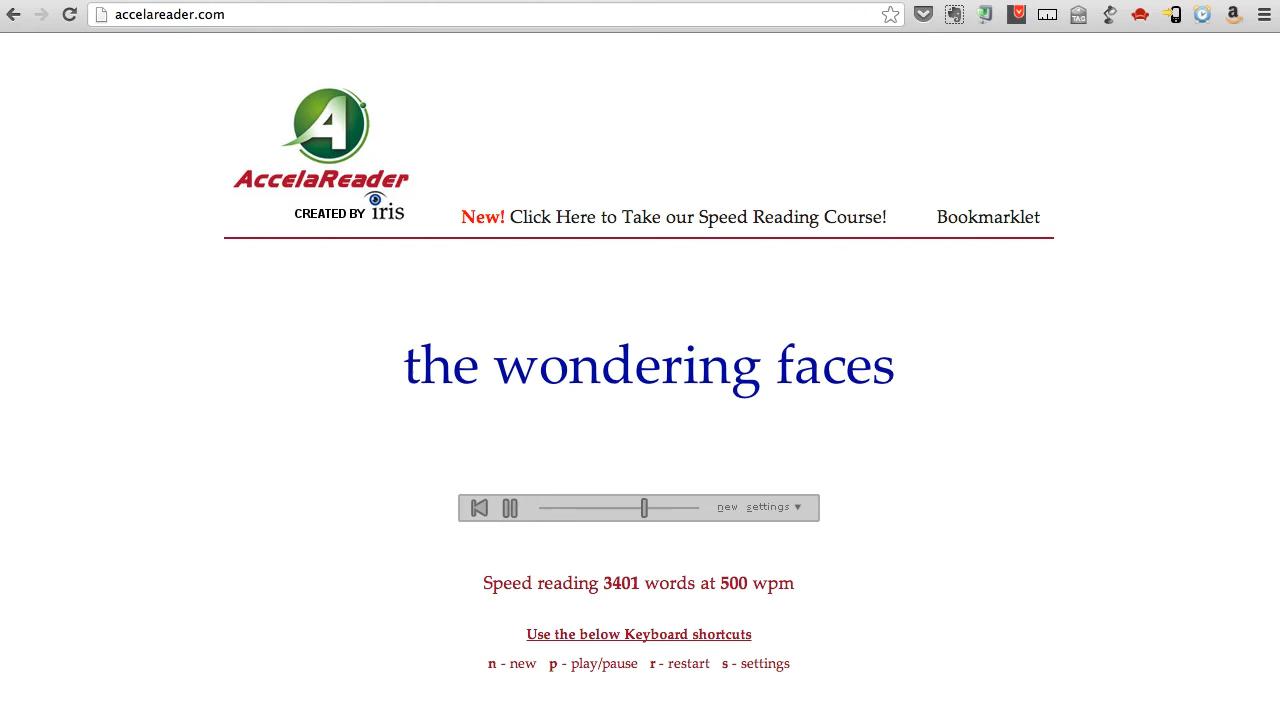 accelareader.com
TAG
A
AccelaReader
CREATED BY iris
New! Click Here to Take our Speed Reading Course! Bookmarklet
the wondering faces
new settings ▼
Speed reading 3401 words at 500 wpm
Use the below Keyboard shortcuts
n - new p - play/pause r - restart s - settings